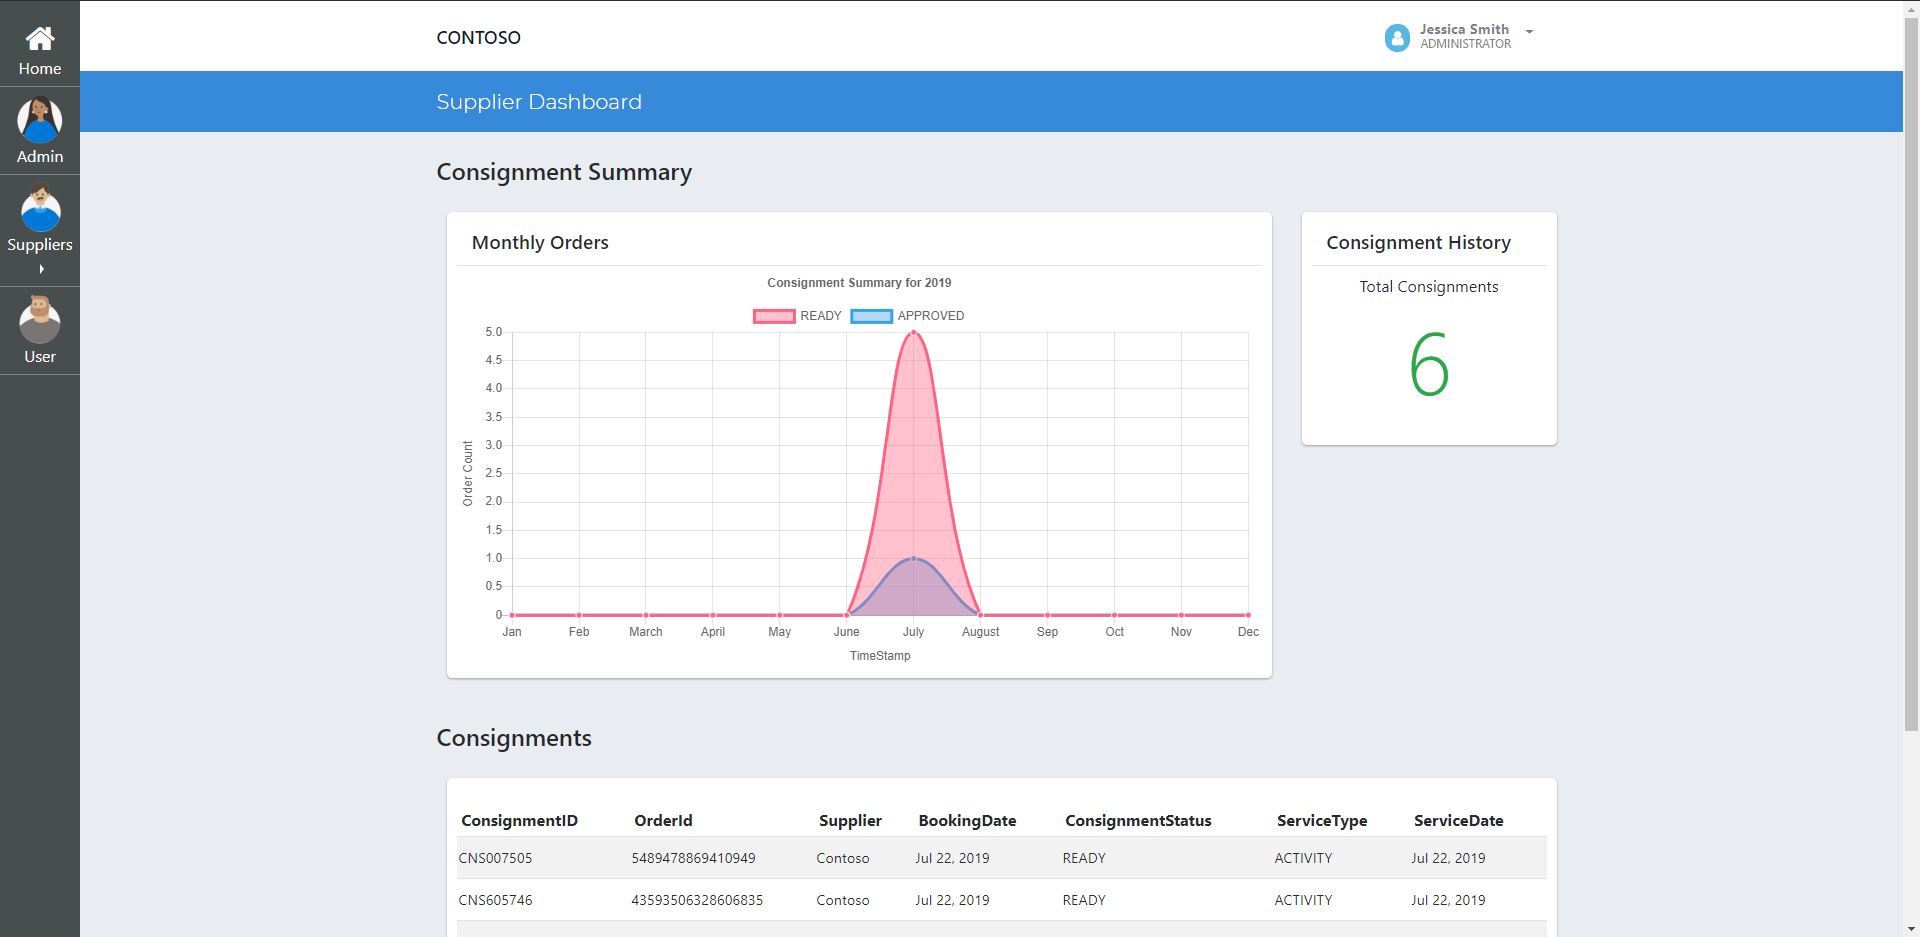 Home
Admin
Suppliers
User
CONTOSO
Jessica Smith
ADMINISTRATOR
Supplier Dashboard
Consignment Summary
Monthly Orders
Consignment Summary for 2019
READY APPROVED
5.0
4.5
4.0
3.5
3.0
2.5
2.0
1.5
1.0
0.5
0
Order Count
Jan Feb March April May June July August Sep Oct Nov Dec
TimeStamp
Consignment History
Total Consignments
6
Consignments
ConsignmentID OrderId Supplier BookingDate ConsignmentStatus ServiceType ServiceDate
CNS007505 5489478869410949 Contoso Jul 22, 2019 READY ACTIVITY Jul 22, 2019
CNS605746 43593506328606835 Contoso Jul 22, 2019 READY ACTIVITY Jul 22, 2019